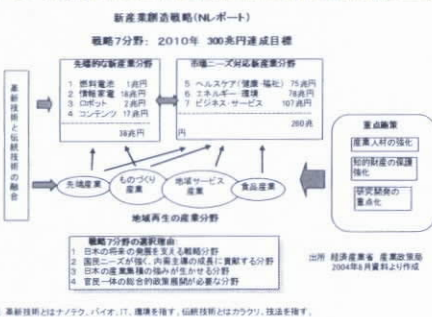 新産業創造戦略(NLレポート)
戦略7分野: 2010年 300兆円達成目標
先端的な新産業分野
1 燃料電池 1兆円
2 情報家電 18兆円
3 ロボット 2兆円
4 コンテンツ 17兆円
38兆円
市場ニーズ対応新産業分野
5 ヘルスケア(健康・福祉) 75兆円
6 エネルギー・環境 78兆円
7 ビジネス・サービス 107兆円
260兆
円
革新技術と伝統技術の融合
重点施策
産業人材の強化
知的財産の保護
強化
研究開発の
重点化
先端産業
ものづくり
産業
地域サービス
産業
食品産業
地域再生の産業分野
戦略7分野の選択理由:
1 日本の将来の発展を支える戦略分野
2 国民ニーズが強く、内需主導の成長に貢献する分野
3 日本の産業集積の強みが生かせる分野
4 官民一体の総合的政策展開が必要な分野
出所 経済産業省 産業政策局
2004年6月資料より作成
革新技術とはナノテク、バイオ、IT、環境を指す。伝統技術とはカラクリ、技法を指す。